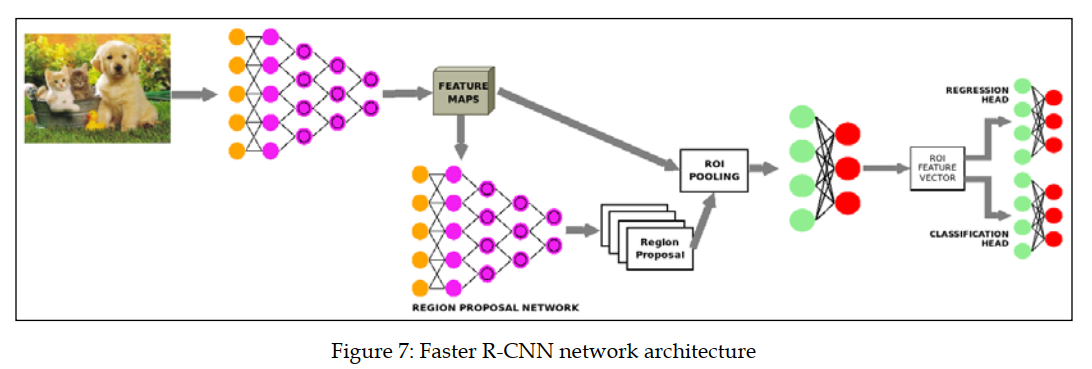 FEATURE
MAPS
REGION PROPOSAL NETWORK
Region
Proposal
ROI
POOLING
ROI
FEATURE
VECTOR
REGRESSION
HEAD
CLASSIFICATION
HEAD
Figure 7: Faster R-CNN network architecture